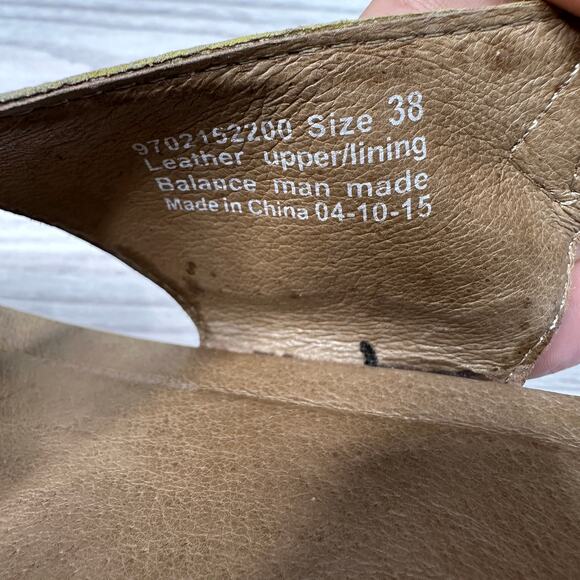 9702152200 Size 38
Leather upper/lining
Balance man made
Made in China 04-10-15